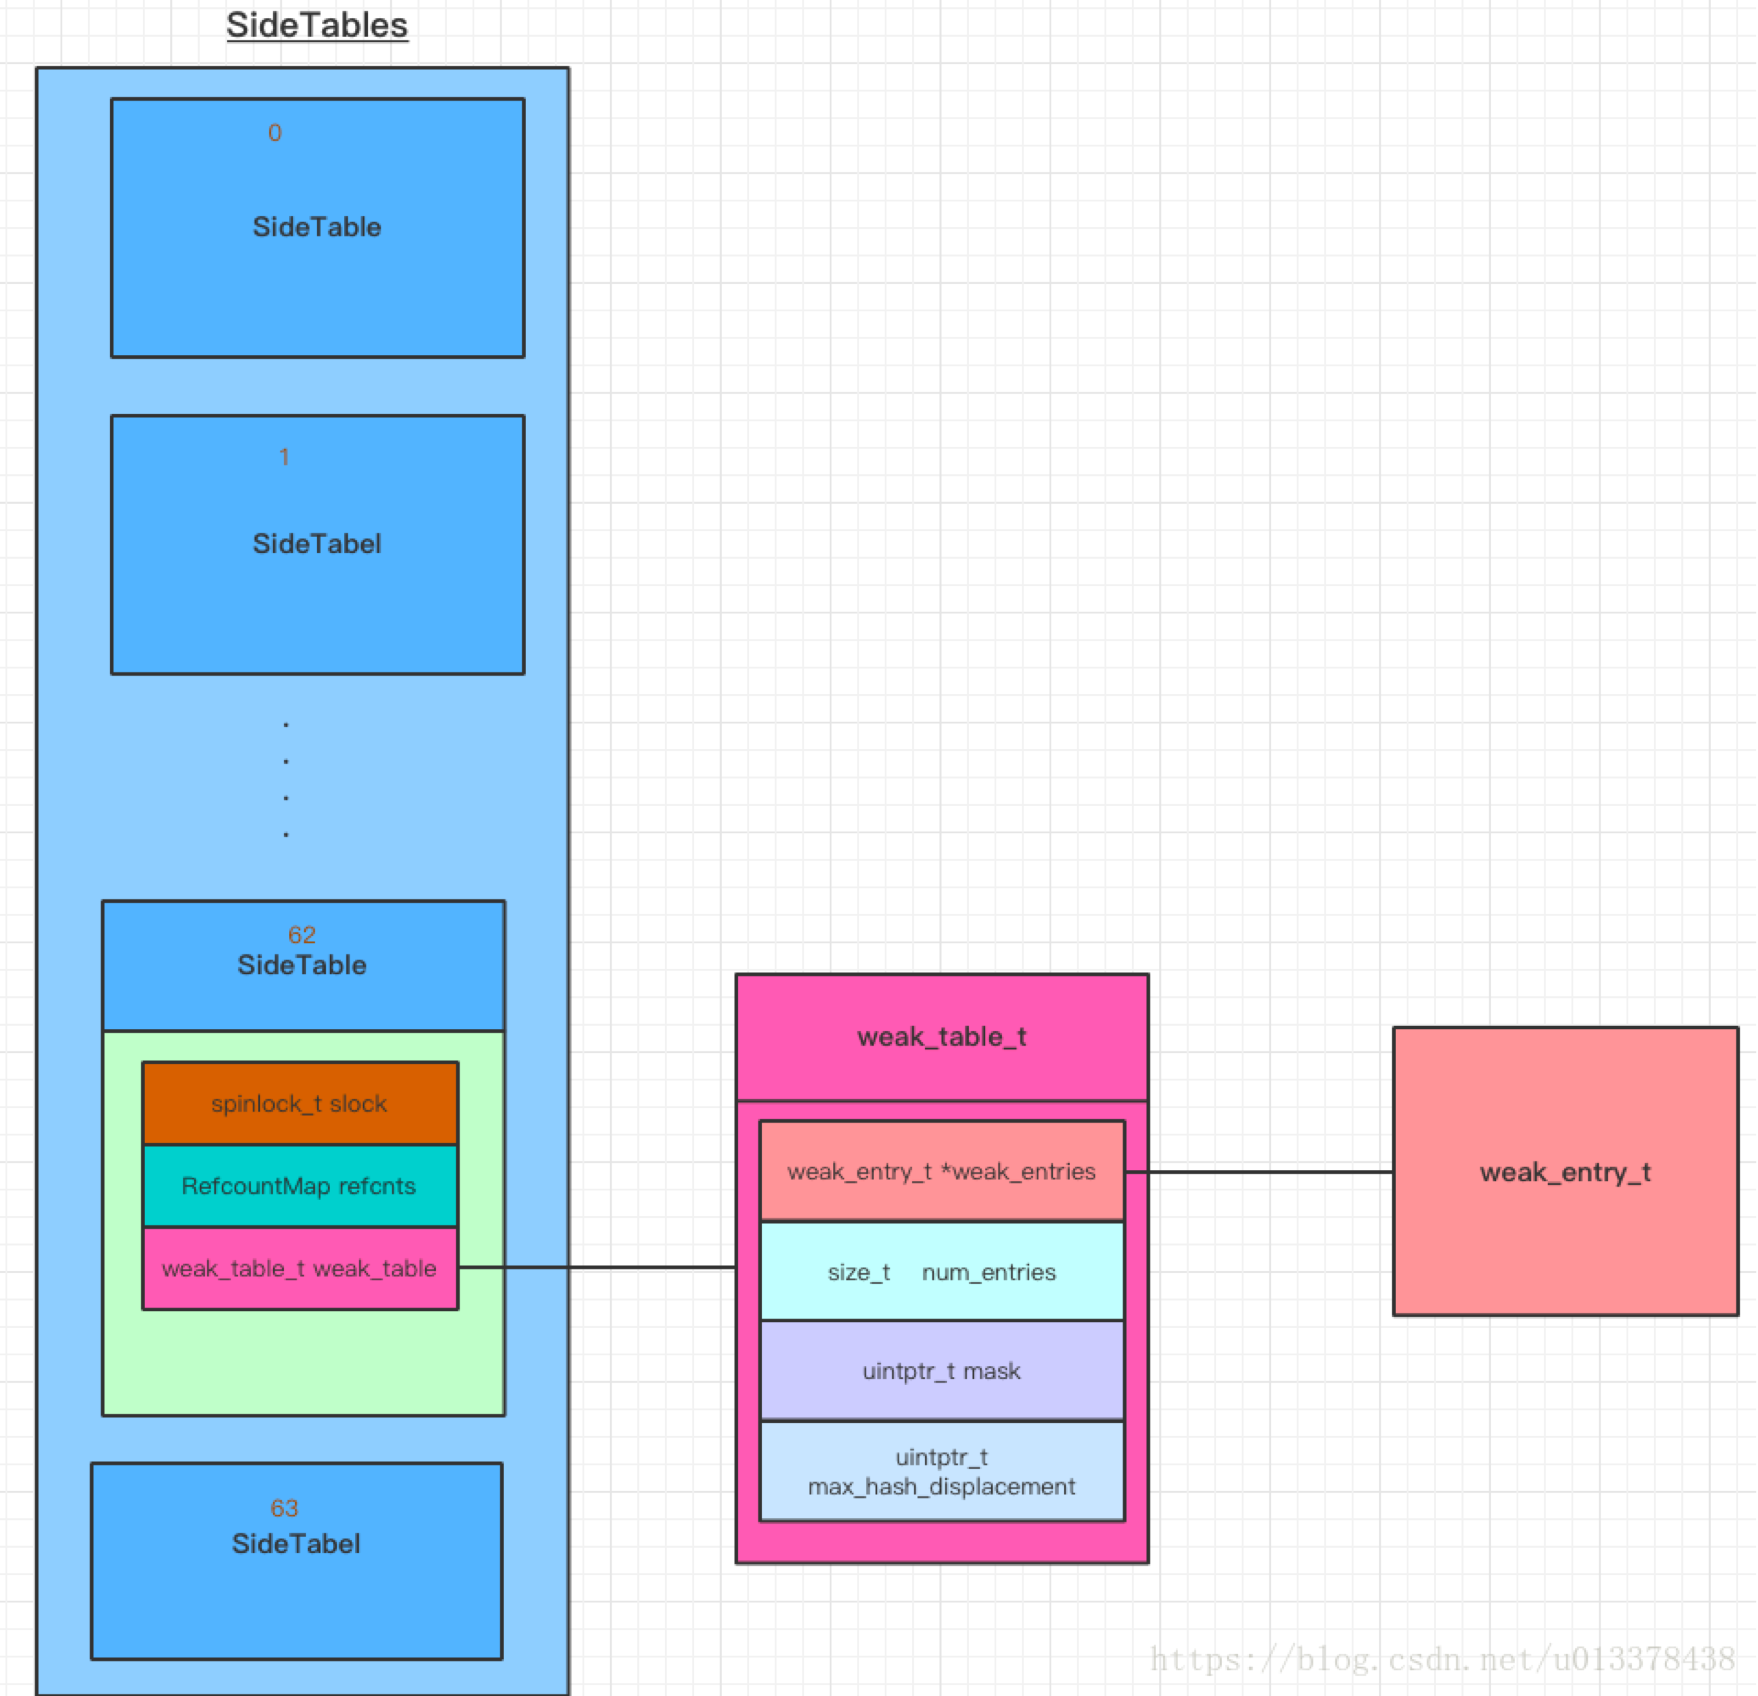 SideTables
0
SideTable
1
SideTabel
.
.
.
.
62
SideTable
spinlock_t slock
RefcountMap refcnts
weak_table_t weak_table
63
SideTabel
weak_table_t
weak_entry_t *weak_entries
size_t num_entries
uintptr_t mask
uintptr_t
max_hash_displacement
weak_entry_t
https://blog.csdn.net/u013378438